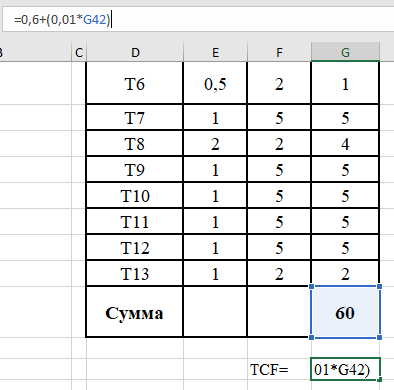 =0,6+(0,01*G42)
B C D E F G
T6 0,5 2 1
T7 1 5 5
T8 2 2 4
T9 1 5 5
T10 1 5 5
T11 1 5 5
T12 1 5 5
T13 1 2 2
Сумма 60
TCF= 01*G42)